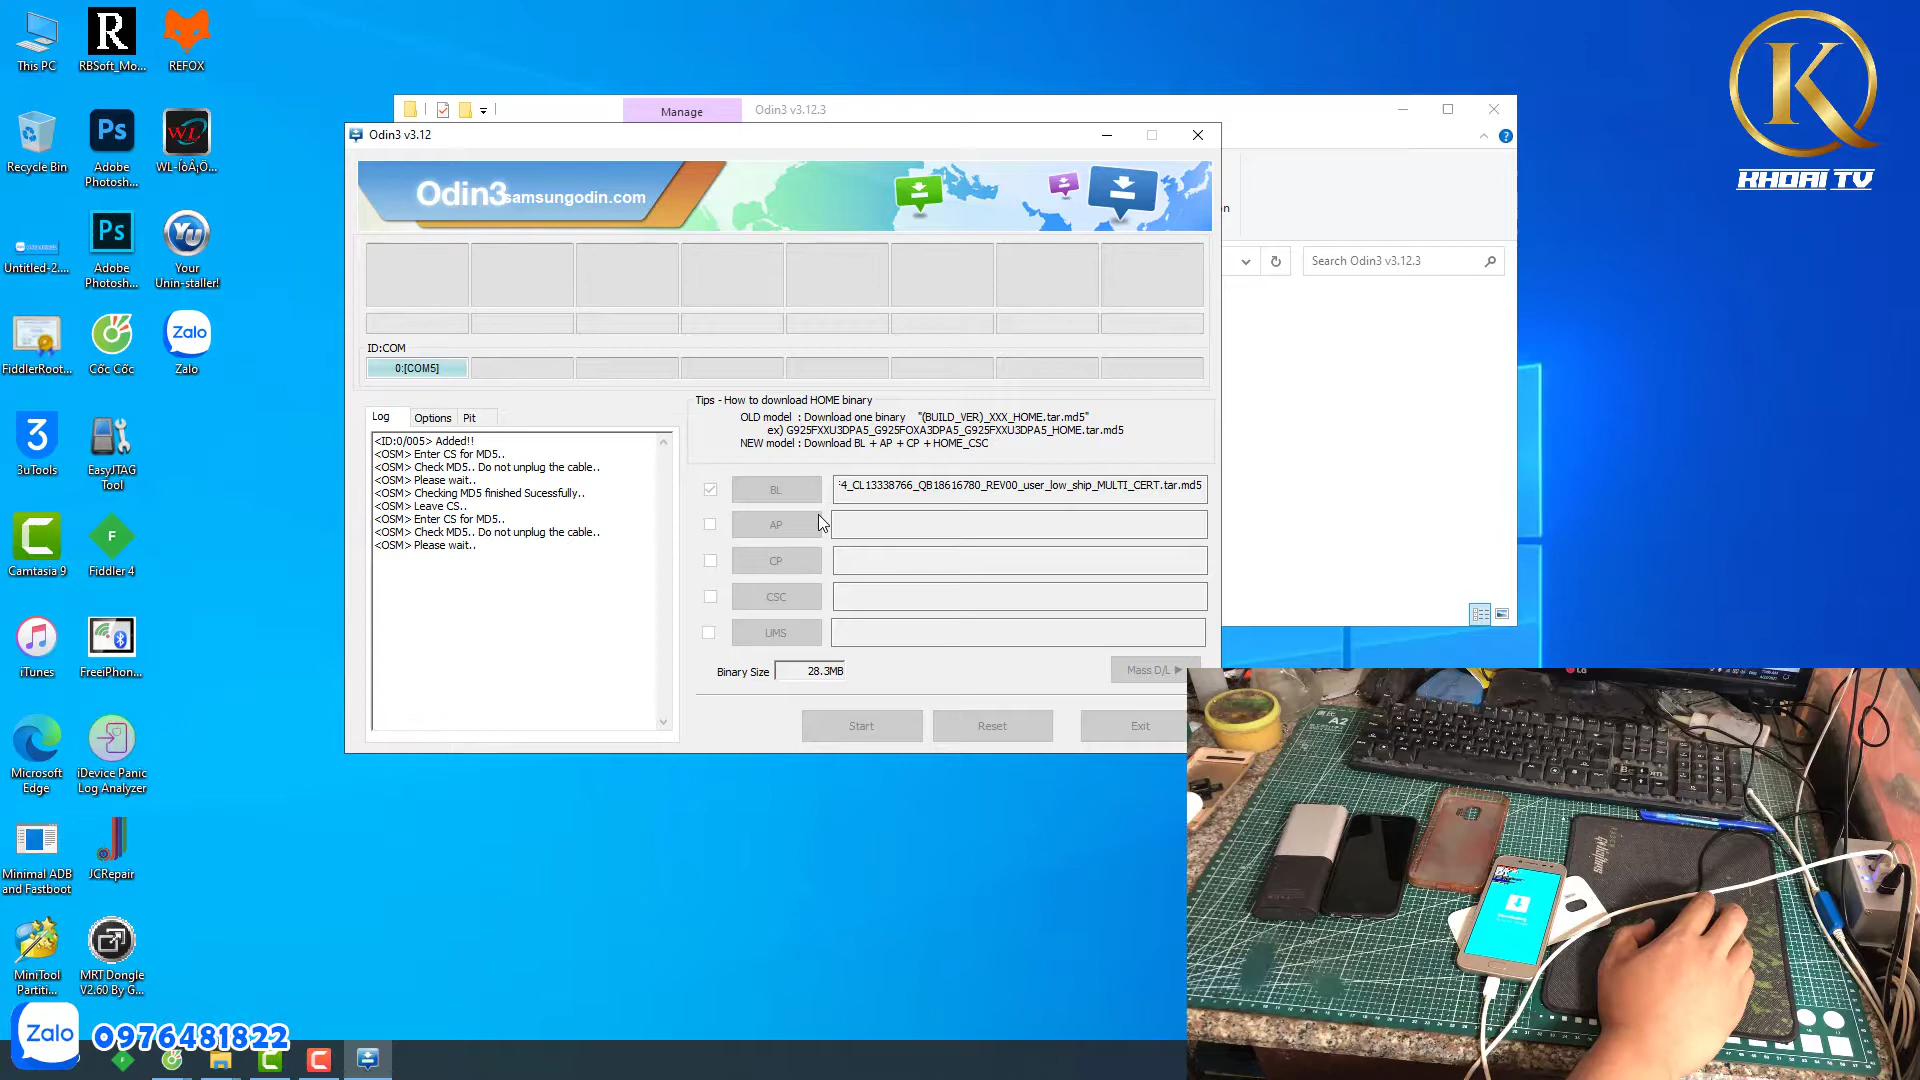 This PC
RBSoft_Mo...
REFOX
Recycle Bin
Adobe
Photosh...
WL-ÍòÂ¡Õ...
Untitled-2....
Adobe
Photosh...
Your
Unin-staller!
FiddlerRoot...
Cốc Cốc
Zalo
3uTools
EasyJTAG
Tool
Camtasia 9
Fiddler 4
iTunes
FreeiPhon...
Microsoft
Edge
iDevice Panic
Log Analyzer
Minimal ADB
and Fastboot
JCRepair
MiniTool
Partiti...
MRT Dongle
V2.60 By G...
Zalo
0976481822
Manage
Odin3 v3.12.3
Search Odin3 v3.12.3
Odin3 v3.12
Odin3
samsungodin.com
ID:COM
0:[COM5]
Log
Options
Pit
<ID:0/005> Added!!
<OSM> Enter CS for MD5..
<OSM> Check MD5.. Do not unplug the cable..
<OSM> Please wait..
<OSM> Checking MD5 finished Sucessfully..
<OSM> Leave CS..
<OSM> Enter CS for MD5..
<OSM> Check MD5.. Do not unplug the cable..
<OSM> Please wait..
Tips - How to download HOME binary
OLD model : Download one binary "(BUILD_VER)_XXX_HOME.tar.md5"
ex) G925FXXU3DPA5_G925FOXA3DPA5_G925FXXU3DPA5_HOME.tar.md5
NEW model : Download BL + AP + CP + HOME_CSC
BL
4_CL13338766_QB18616780_REV00_user_low_ship_MULTI_CERT.tar.md5
AP
CP
CSC
UMS
Binary Size
28.3MB
Mass D/L
Start
Reset
Exit
K
KHOAI TV
A2
LG